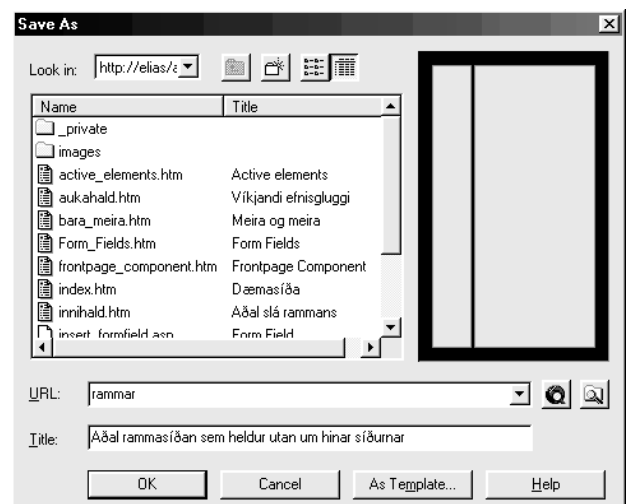 Save As
Look in: http://elias/a
Name Title
_private
images
active_elements.htm Active elements
aukahald.htm Víkjandi efnisgluggi
bara_meira.htm Meira og meira
Form_Fields.htm Form Fields
frontpage_component.htm Frontpage Component
index.htm Dæmasíða
innihald.htm Aðal slá rammans
insert_formfield.asp Form Field
URL: rammar
Title: Aðal rammasíðan sem heldur utan um hinar síðurnar
OK Cancel As Template... Help